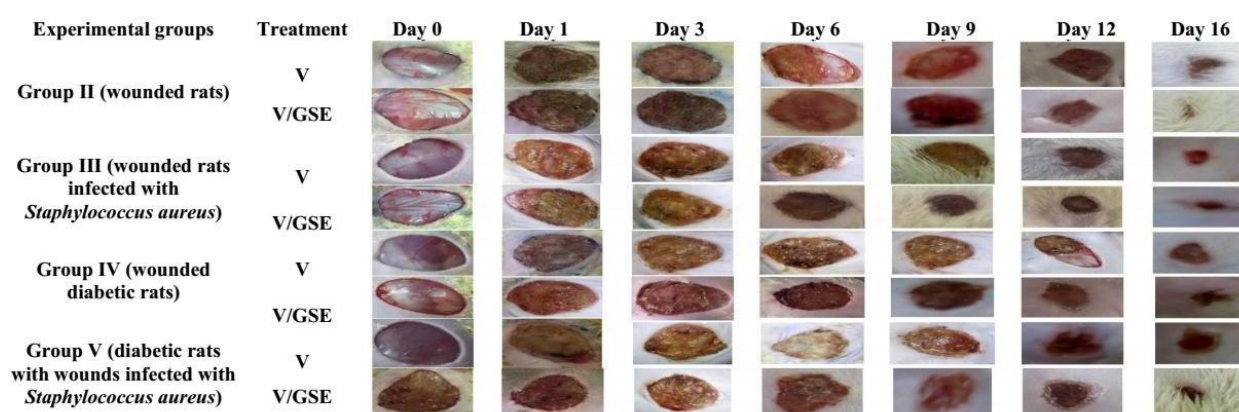 Experimental groups Treatment Day 0 Day 1 Day 3 Day 6 Day 9 Day 12 Day 16
V
Group II (wounded rats)
V/GSE
Group III (wounded rats
infected with
Staphylococcus aureus)
V
V/GSE
Group IV (wounded
diabetic rats)
V
V/GSE
Group V (diabetic rats
with wounds infected with
Staphylococcus aureus)
V
V/GSE